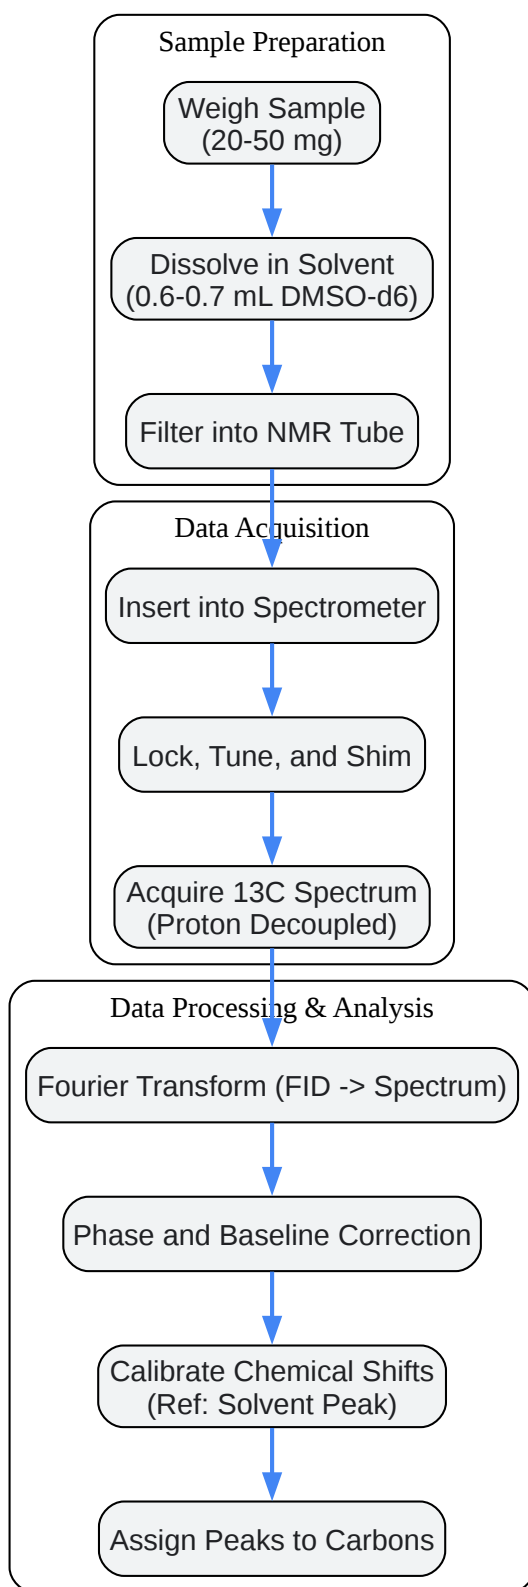 Sample Preparation
Weigh Sample
(20-50 mg)
Dissolve in Solvent
(0.6-0.7 mL DMSO-d6)
Filter into NMR Tube
Data Acquisition
Insert into Spectrometer
Lock, Tune, and Shim
Acquire 13C Spectrum
(Proton Decoupled)
Data Processing & Analysis
Fourier Transform (FID -> Spectrum)
Phase and Baseline Correction
Calibrate Chemical Shifts
(Ref: Solvent Peak)
Assign Peaks to Carbons